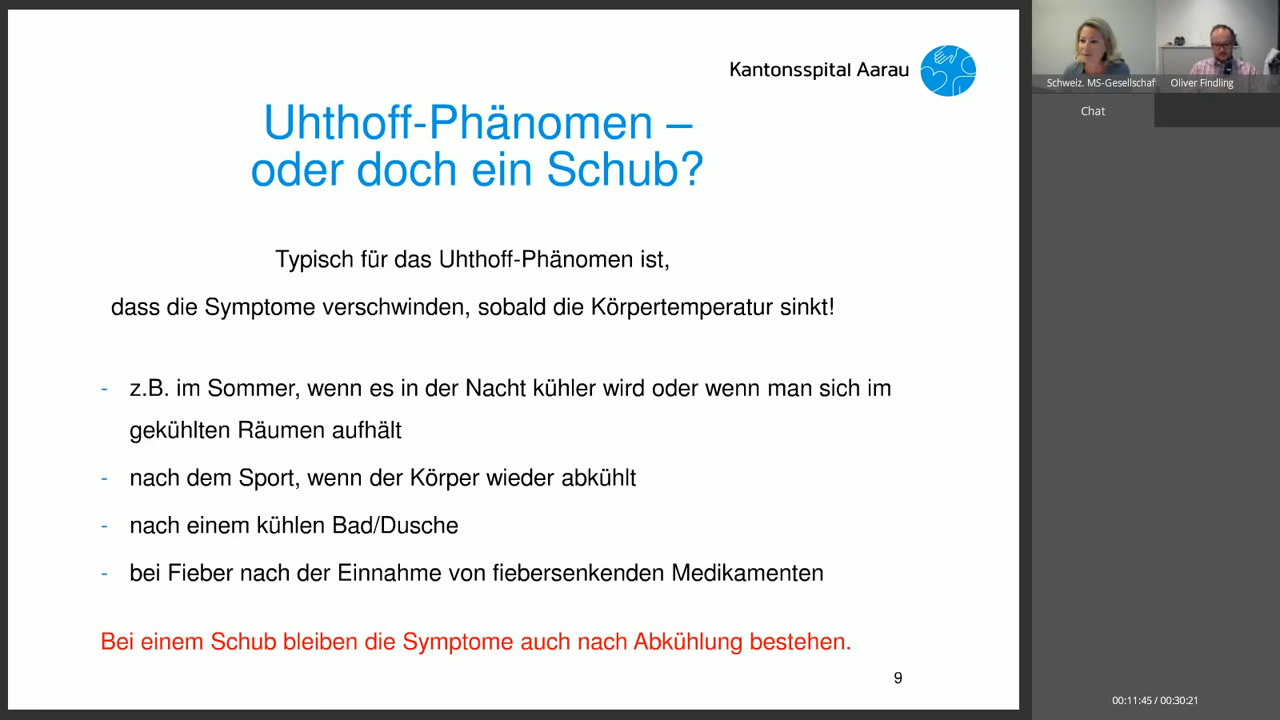 Kantonsspital Aarau
Uhthoff-Phänomen –
oder doch ein Schub?
Typisch für das Uhthoff-Phänomen ist,
dass die Symptome verschwinden, sobald die Körpertemperatur sinkt!
- z.B. im Sommer, wenn es in der Nacht kühler wird oder wenn man sich im
gekühlten Räumen aufhält
- nach dem Sport, wenn der Körper wieder abkühlt
- nach einem kühlen Bad/Dusche
- bei Fieber nach der Einnahme von fiebersenkenden Medikamenten
Bei einem Schub bleiben die Symptome auch nach Abkühlung bestehen.
9
Schweiz. MS-Gesellschaf
Oliver Findling
Chat
00:11:45 / 00:30:21